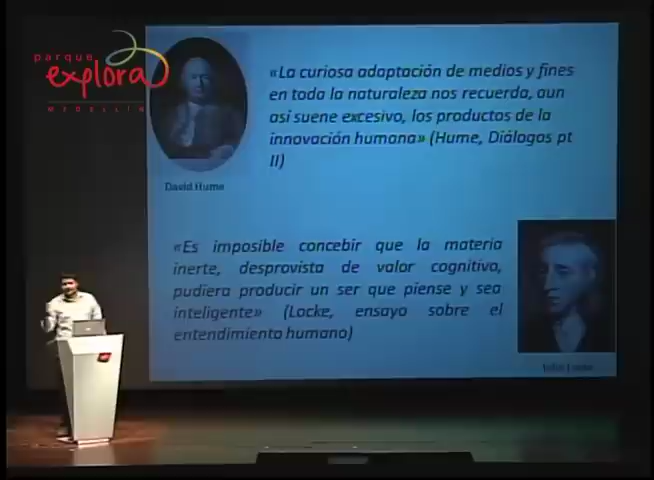 parque
explora
MEDELLÍN
«La curiosa adaptación de medios y fines
en toda la naturaleza nos recuerda, aun
asi suene excesivo, los productos de la
innovación humana» (Hume, Diálogos pt
II)
David Hume
«Es imposible concebir que la materia
inerte, desprovista de valor cognitivo,
pudiera producir un ser que piense y sea
inteligente» (Locke, ensayo sobre el
entendimiento humano)
John Locke